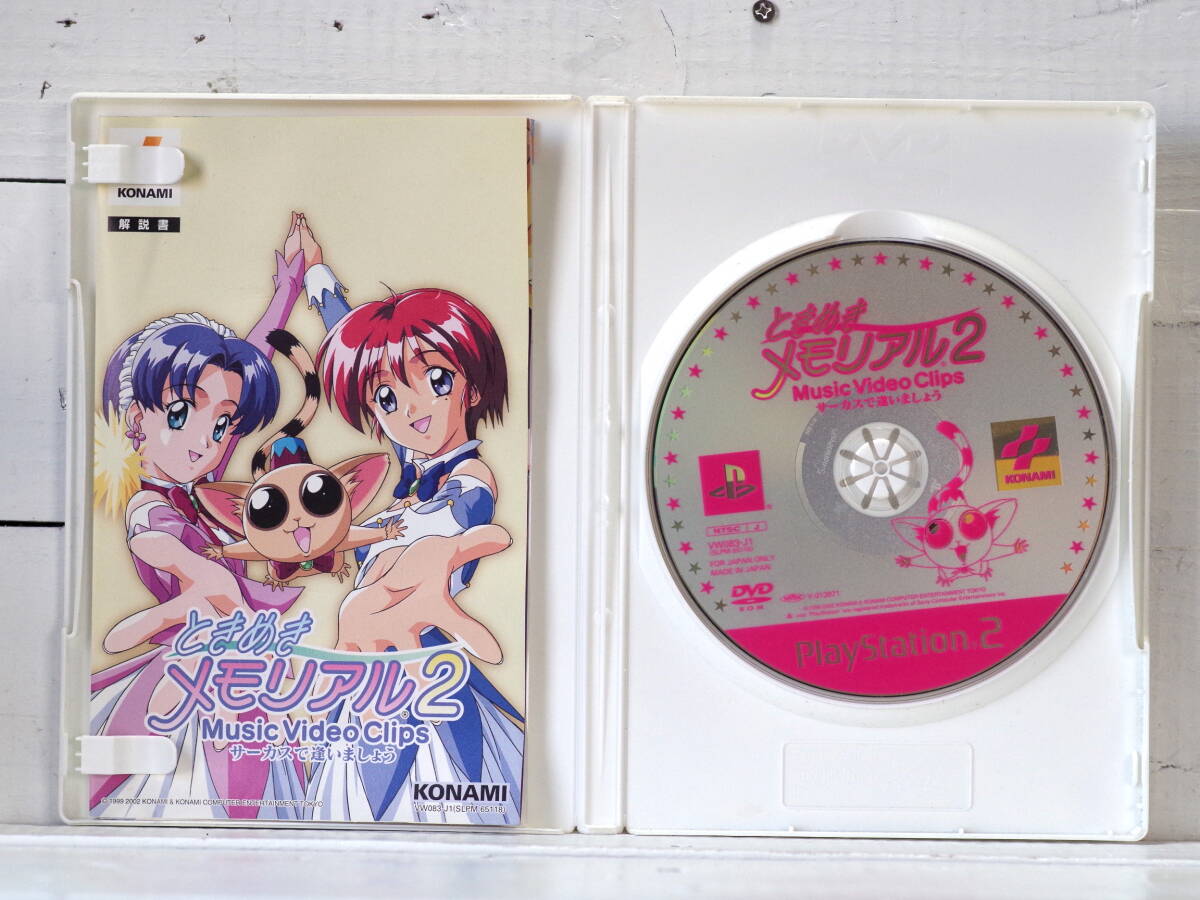 KONAMI
解説書
ときめき
メモリアル2
Music Video Clips
サーカスで逢いましょう
© 1999 2002 KONAMI & KONAMI COMPUTER ENTERTAINMENT TOKYO
KONAMI
VW083-J1(SLPM 65118)
DVD
ときめき
メモリアル2
Music Video Clips
サーカスで逢いましょう
KONAMI
NTSC J
VW083-J1
(SLPM 65118)
FOR JAPAN ONLY
MADE IN JAPAN
DVD
ROM
PlayStation 2